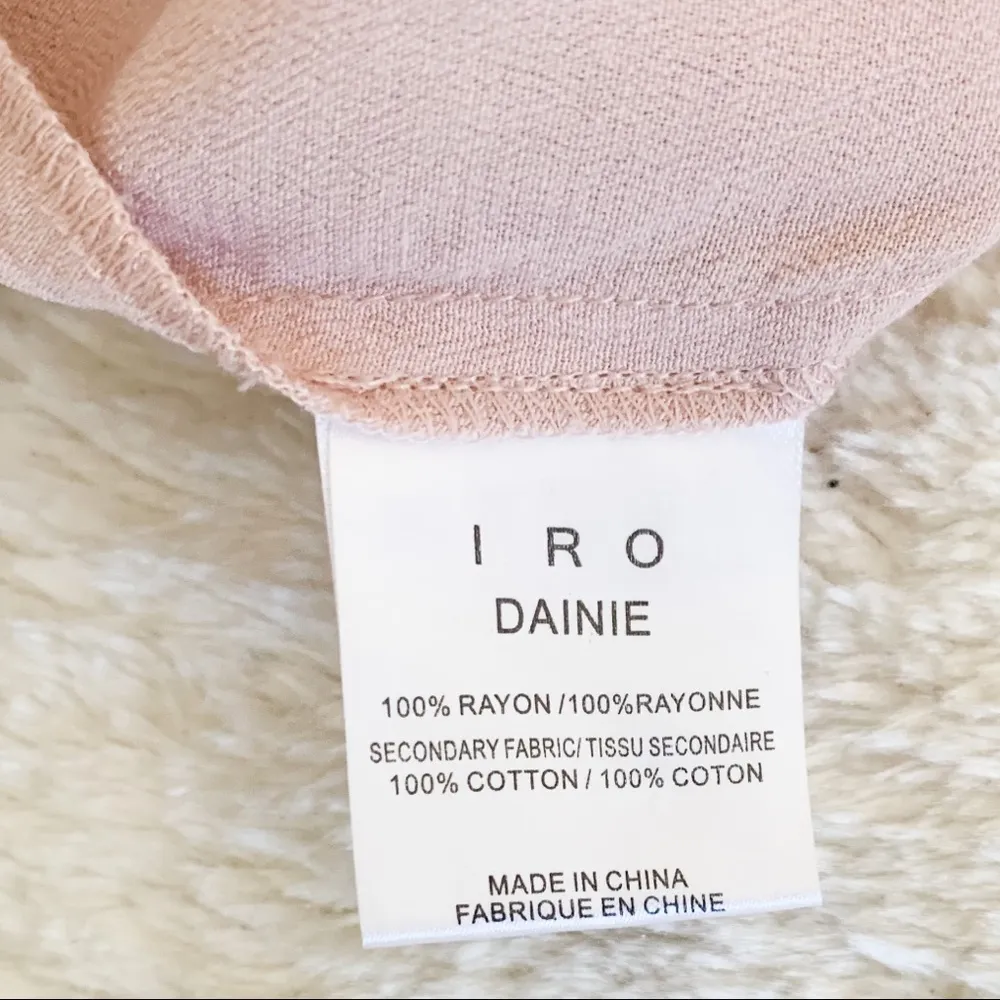 I R O
DAINIE
100% RAYON /100%RAYONNE
SECONDARY FABRIC/ TISSU SECONDAIRE
100% COTTON / 100% COTON
MADE IN CHINA
FABRIQUE EN CHINE